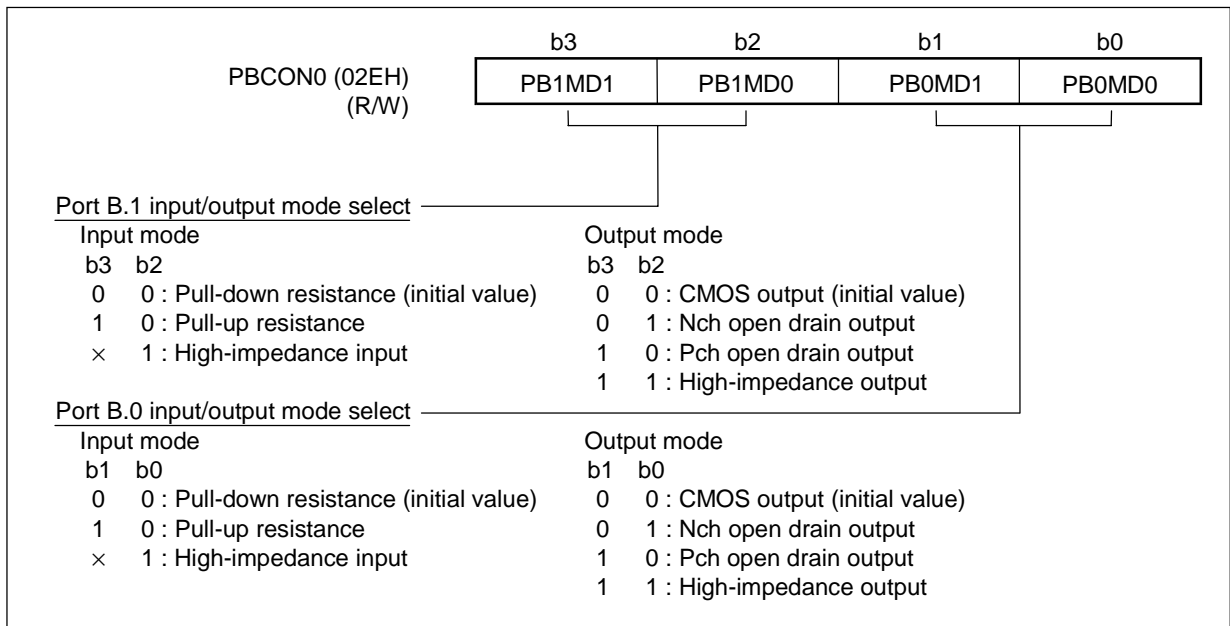 b3 b2 b1 b0
PBCON0 (02EH) PB1MD1 PB1MD0 PB0MD1 PB0MD0
(R/W)
Port B.1 input/output mode select
Input mode Output mode
b3 b2 b3 b2
0 0 : Pull-down resistance (initial value) 0 0 : CMOS output (initial value)
1 0 : Pull-up resistance 0 1 : Nch open drain output
× 1 : High-impedance input 1 0 : Pch open drain output
1 1 : High-impedance output
Port B.0 input/output mode select
Input mode Output mode
b1 b0 b1 b0
0 0 : Pull-down resistance (initial value) 0 0 : CMOS output (initial value)
1 0 : Pull-up resistance 0 1 : Nch open drain output
× 1 : High-impedance input 1 0 : Pch open drain output
1 1 : High-impedance output